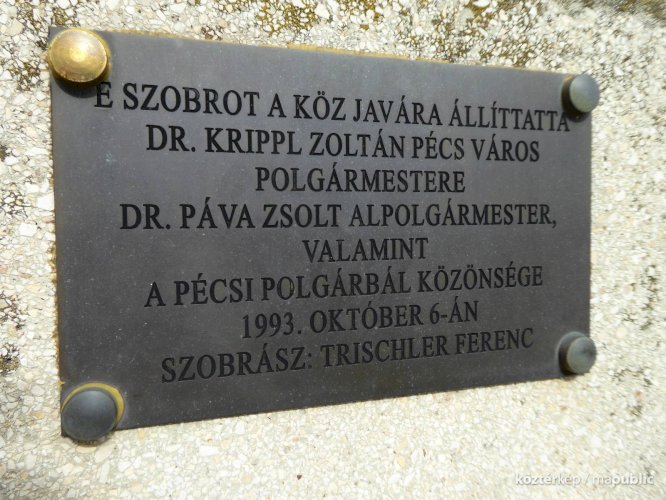 E SZOBROT A KÖZ JAVÁRA ÁLLÍTTATTA
DR. KRIPPL ZOLTÁN PÉCS VÁROS
POLGÁRMESTERE
DR. PÁVA ZSOLT ALPOLGÁRMESTER,
VALAMINT
A PÉCSI POLGÁRBÁL KÖZÖNSÉGE
1993. OKTÓBER 6-ÁN
SZOBRÁSZ: TRISCHLER FERENC
köztérkép / mapublic